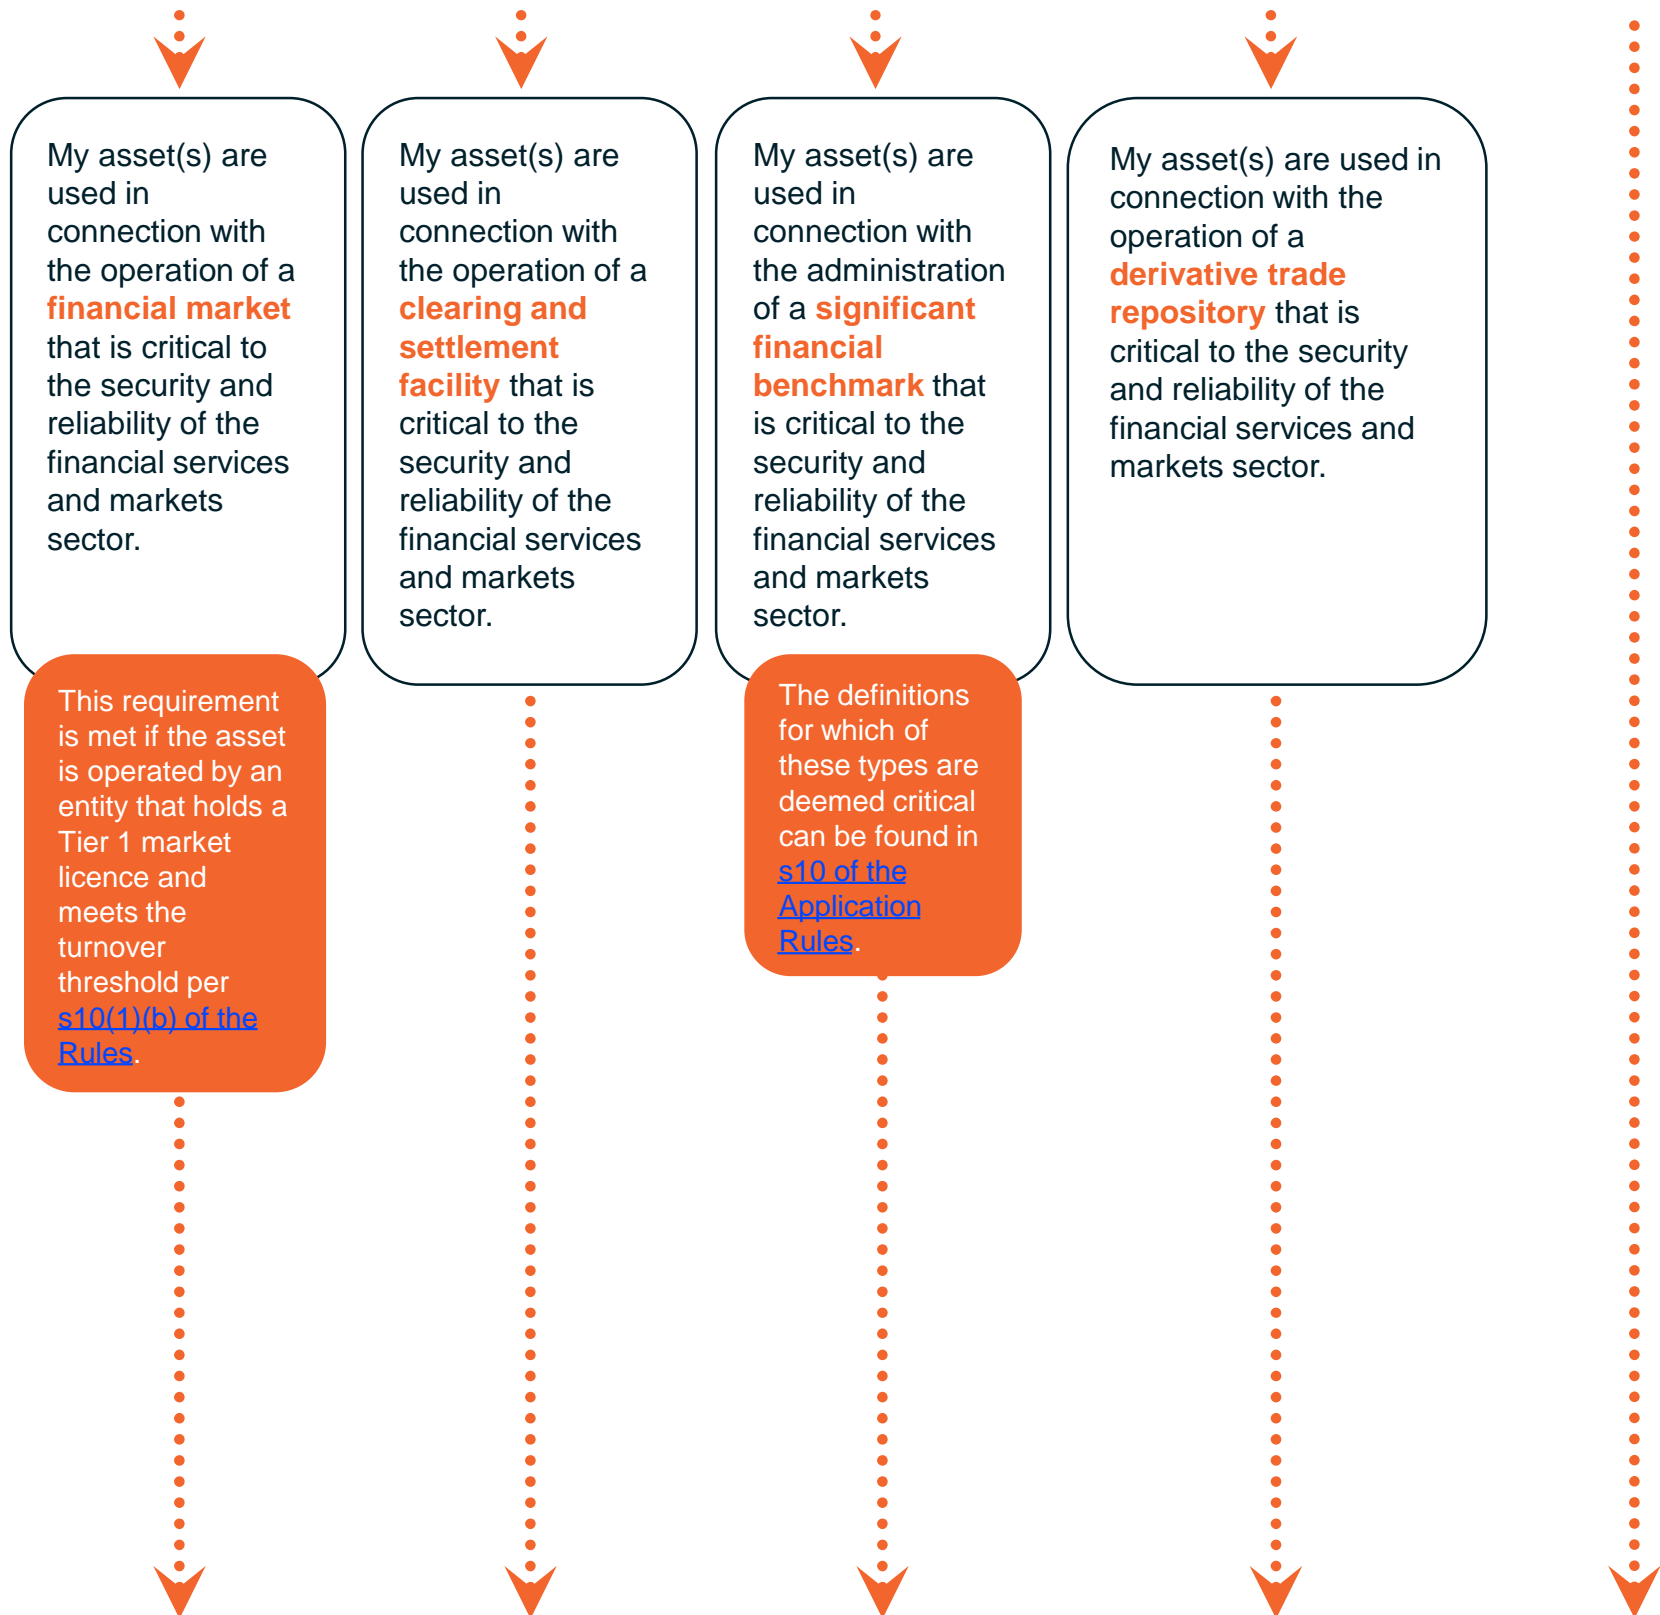 My asset(s) are
used in
connection with
the operation of a
financial market
that is critical to
the security and
reliability of the
financial services
and markets
sector.
This requirement
is met if the asset
is operated by an
entity that holds a
Tier 1 market
licence and
meets the
turnover
threshold per
s10(1)(b) of the
Rules.
My asset(s) are
used in
connection with
the operation of a
clearing and
settlement
facility that is
critical to the
security and
reliability of the
financial services
and markets
sector.
My asset(s) are
used in
connection with
the administration
of a significant
financial
benchmark that
is critical to the
security and
reliability of the
financial services
and markets
sector.
The definitions
for which of
these types are
deemed critical
can be found in
s10 of the
Application
Rules.
My asset(s) are used in
connection with the
operation of a
derivative trade
repository that is
critical to the security
and reliability of the
financial services and
markets sector.